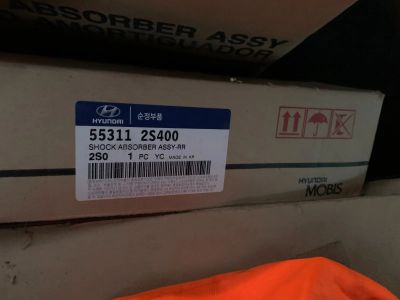 ABSORBER ASSY
O AMORTIGUADOR
HYUNDAI
순정부품
55311 2S400
SHOCK ABSORBER ASSY-RR
2S0 1 PC YC MADE IN KR
HYUNDAI
MOBIS